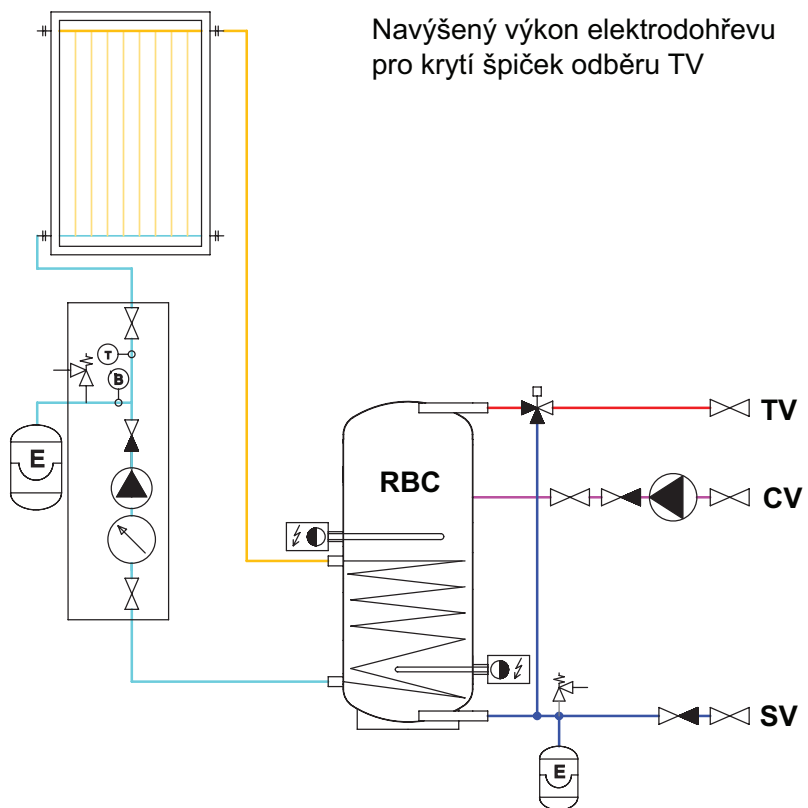 Navýšený výkon elektrodohřevu
pro krytí špiček odběru TV
T
B
E
RBC
TV
CV
SV
E